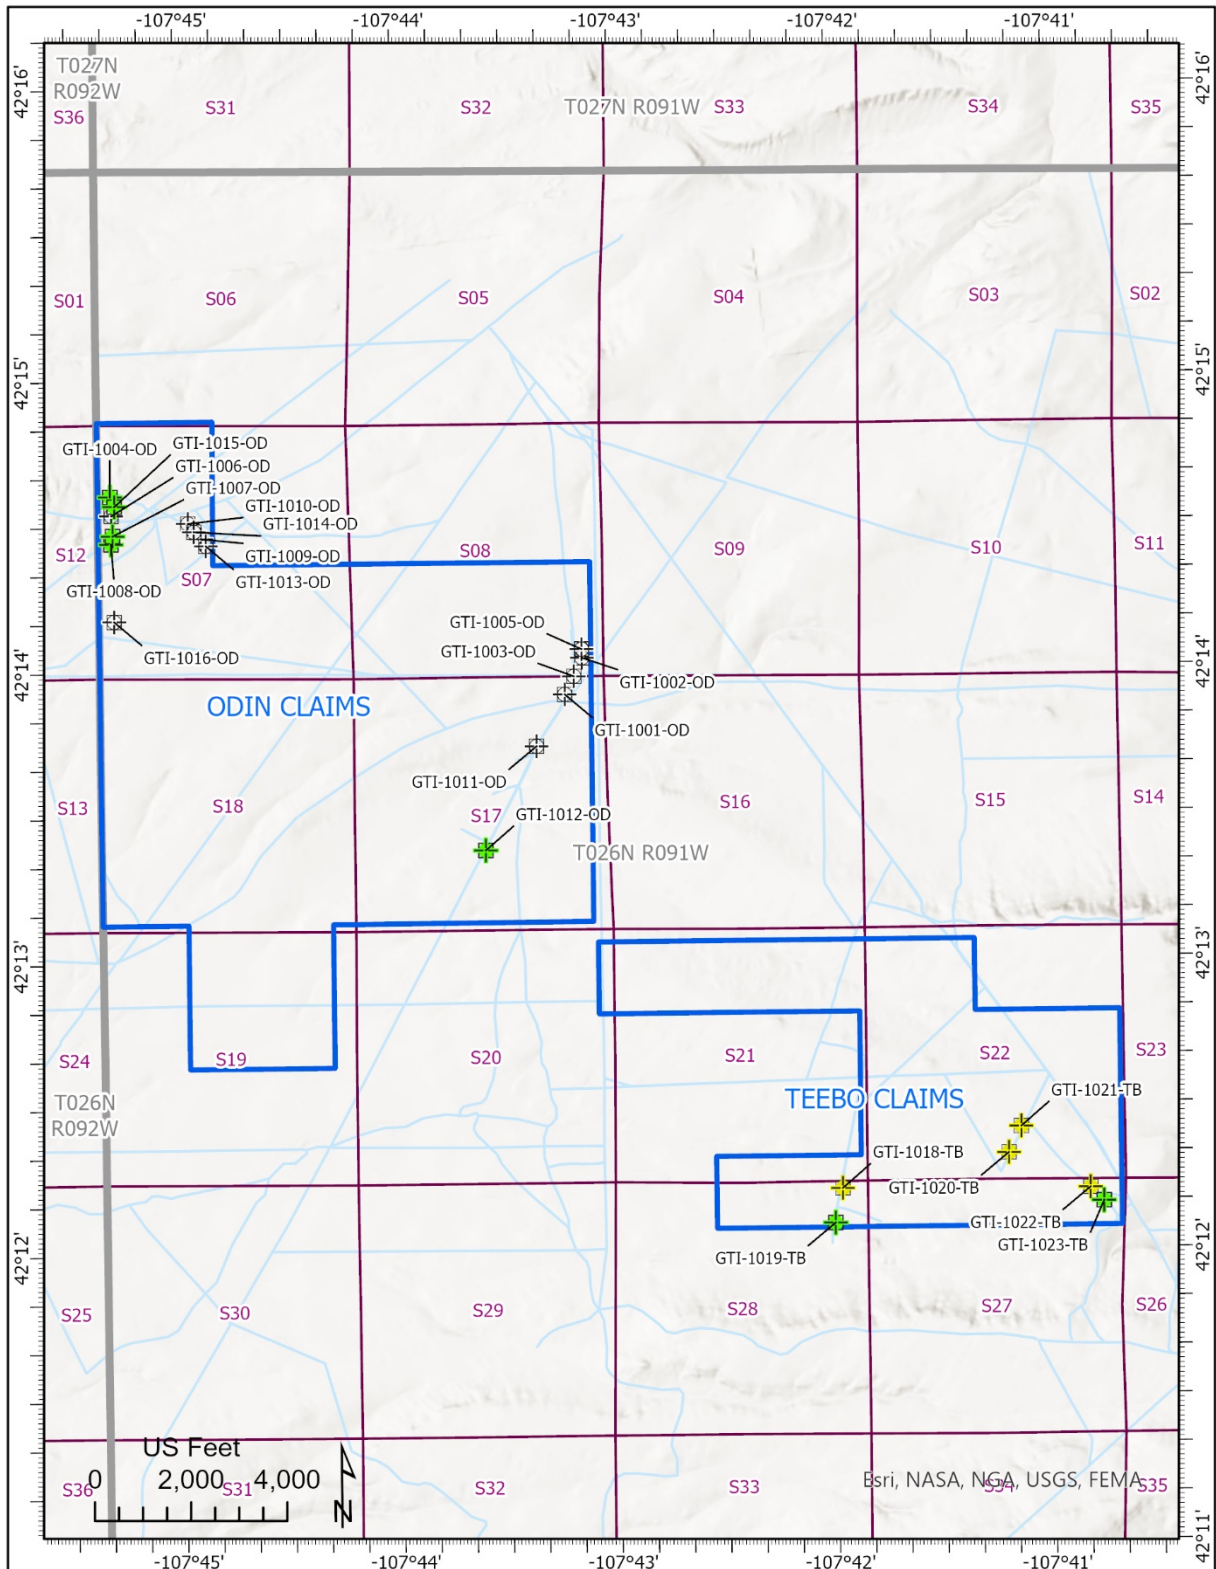 -107°45'
-107°44'
-107°43'
-107°42'
-107°41'
42°16'
42°16'
T027N
R092W
S36
S31
S32
T027N R091W
S33
S34
S35
S01
S06
S05
S04
S03
S02
42°15'
42°15'
GTI-1004-OD
GTI-1015-OD
GTI-1006-OD
GTI-1007-OD
GTI-1010-OD
GTI-1014-OD
GTI-1009-OD
GTI-1013-OD
S12
S07
S08
S09
S10
S11
GTI-1008-OD
GTI-1016-OD
GTI-1005-OD
GTI-1003-OD
GTI-1002-OD
GTI-1001-OD
42°14'
42°14'
ODIN CLAIMS
GTI-1011-OD
S13
S18
S17
GTI-1012-OD
S16
S15
S14
T026N R091W
42°13'
42°13'
S24
S19
S20
S21
S22
S23
TEEBO CLAIMS
GTI-1021-TB
T026N
R092W
GTI-1018-TB
GTI-1020-TB
GTI-1022-TB
GTI-1023-TB
GTI-1019-TB
42°12'
42°12'
S25
S30
S29
S28
S27
S26
US Feet
0 2,000 4,000
N
S36
S31
S32
S33
S34
S35
Esri, NASA, NGA, USGS, FEMA
42°11'
-107°45'
-107°44'
-107°43'
-107°42'
-107°41'